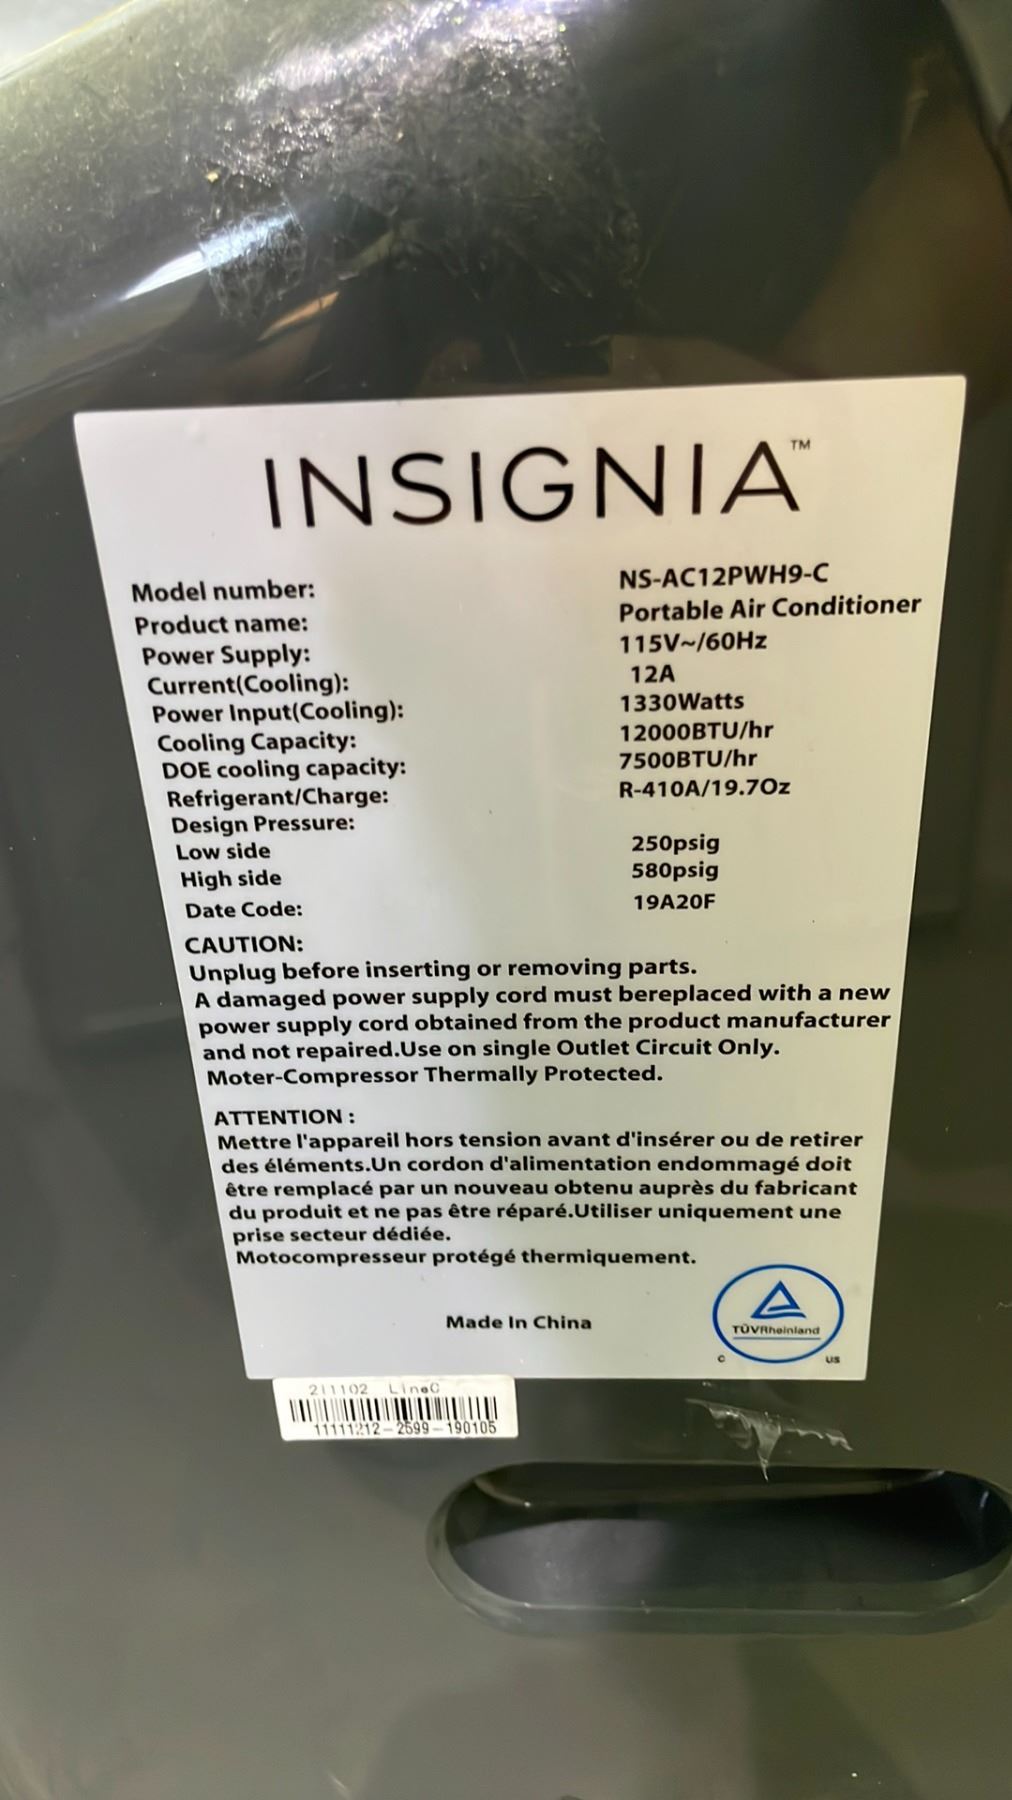 INSIGNIA™
Model number: NS-AC12PWH9-C
Product name: Portable Air Conditioner
Power Supply: 115V~/60Hz
Current(Cooling): 12A
Power Input(Cooling): 1330Watts
Cooling Capacity: 12000BTU/hr
DOE cooling capacity: 7500BTU/hr
Refrigerant/Charge: R-410A/19.7Oz
Design Pressure:
Low side 250psig
High side 580psig
Date Code: 19A20F
CAUTION:
Unplug before inserting or removing parts.
A damaged power supply cord must bereplaced with a new
power supply cord obtained from the product manufacturer
and not repaired.Use on single Outlet Circuit Only.
Moter-Compressor Thermally Protected.
ATTENTION :
Mettre l'appareil hors tension avant d'insérer ou de retirer
des éléments.Un cordon d'alimentation endommagé doit
être remplacé par un nouveau obtenu auprès du fabricant
du produit et ne pas être réparé.Utiliser uniquement une
prise secteur dédiée.
Motocompresseur protégé thermiquement.
Made In China
TÜVRheinland
C US
211102 LineC
11111212-2599-190105